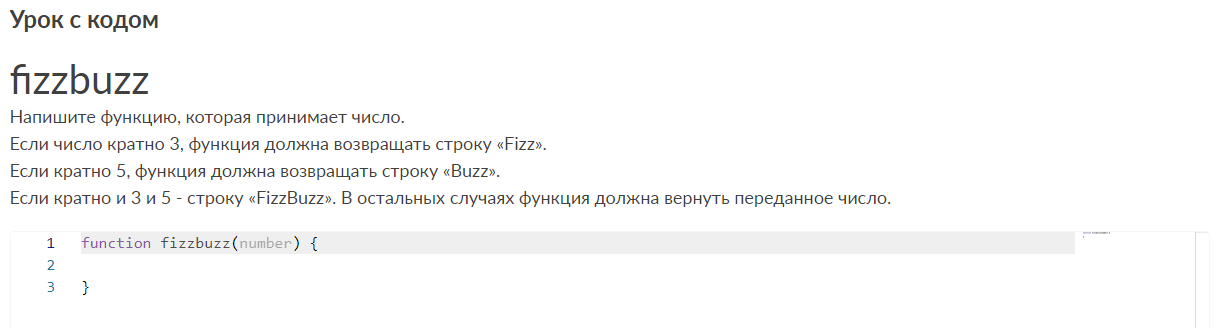 Урок с кодом
fizzbuzz
Напишите функцию, которая принимает число.
Если число кратно 3, функция должна возвращать строку «Fizz».
Если кратно 5, функция должна возвращать строку «Buzz».
Если кратно и 3 и 5 - строку «FizzBuzz». В остальных случаях функция должна вернуть переданное число.
1 function fizzbuzz(number) {
2
3 }